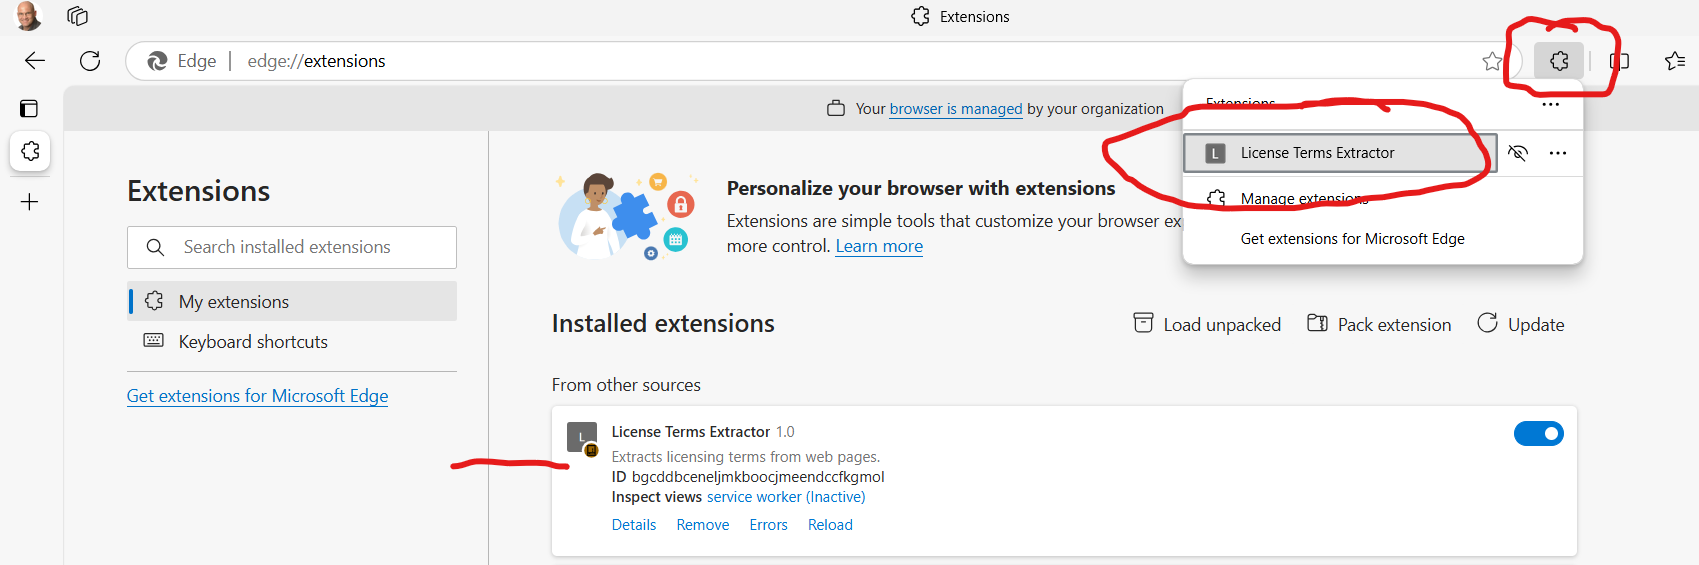 Extensions
Edge
edge://extensions
Your browser is managed by your organization
Extensions
License Terms Extractor
Manage extensions
Get extensions for Microsoft Edge
Extensions
Search installed extensions
My extensions
Keyboard shortcuts
Get extensions for Microsoft Edge
Personalize your browser with extensions
Extensions are simple tools that customize your browser
more control. Learn more
Installed extensions
Load unpacked
Pack extension
Update
From other sources
L
L
License Terms Extractor 1.0
Extracts licensing terms from web pages.
ID bgcddbceneljmkboocjmeendccfkgmol
Inspect views service worker (Inactive)
Details Remove Errors Reload